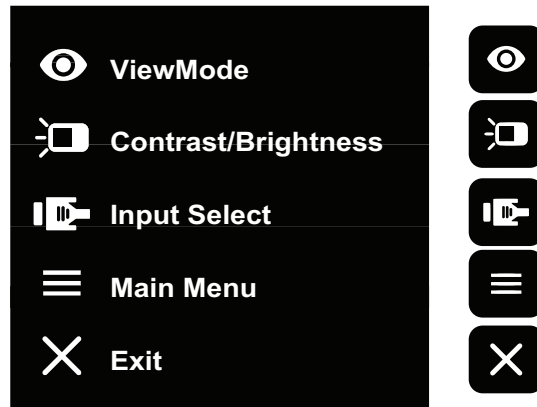 ViewMode
Contrast/Brightness
Input Select
Main Menu
Exit